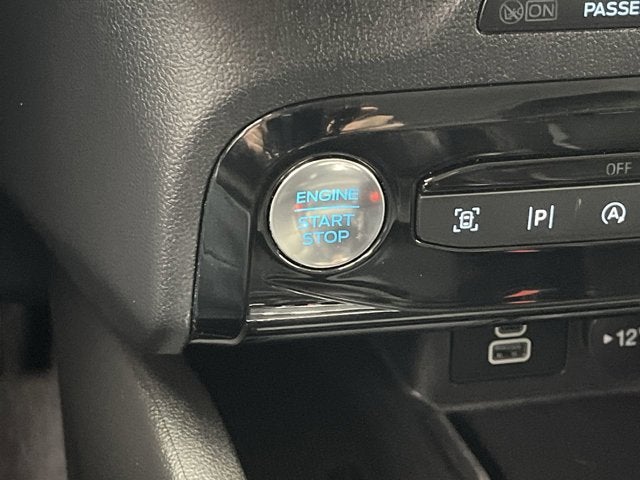 ON PASSE
OFF
ENGINE
START
STOP
|P| A
12